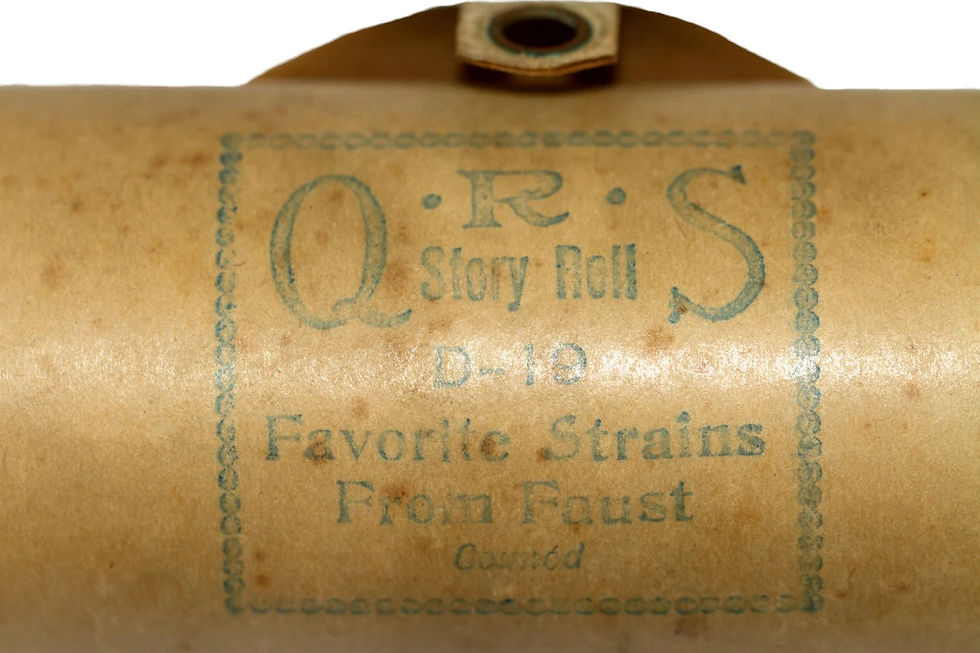 Q·R·S
Story Roll
D-19
Favorite Strains
From Faust
Gounod